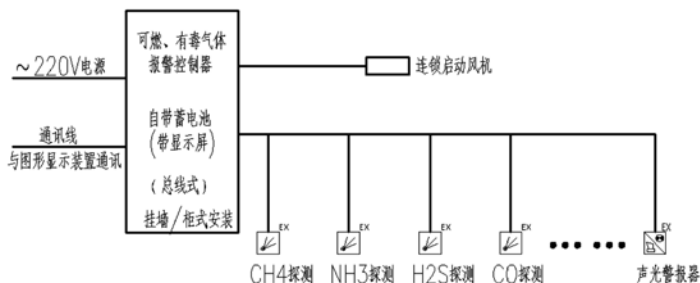 可燃、有毒气体
报警控制器
~220V电源
连锁启动风机
自带蓄电池
(带显示屏)
通讯线
与图形显示装置通讯
(总线式)
挂墙/柜式安装
EX EX EX EX EX
CH4探测 NH3探测 H2S探测 CO探测 声光警报器